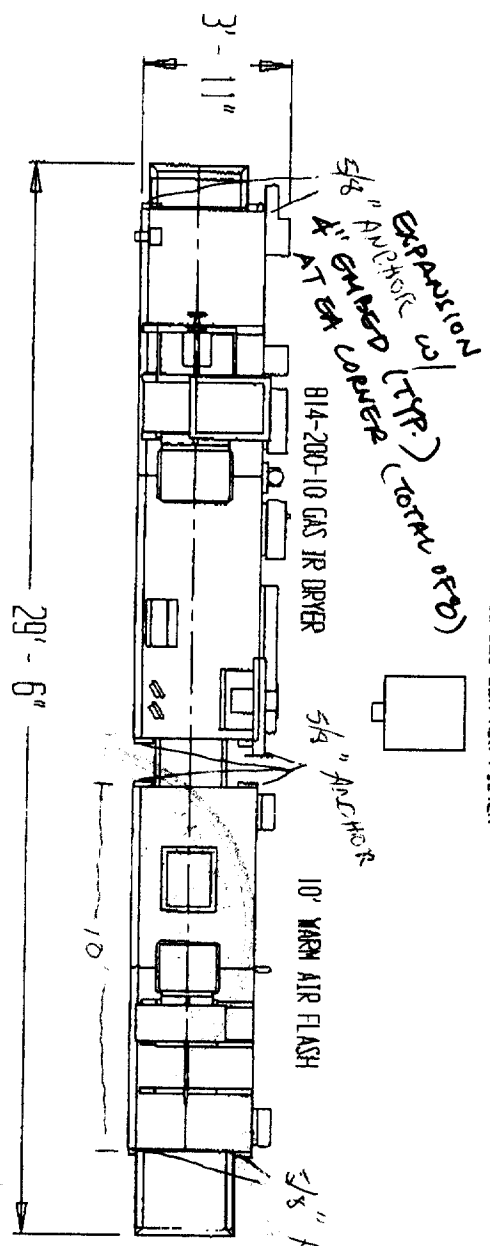 3' - 11"
EXPANSION
5/8" ANCHOR W/
4" EMBED (TYP.)
AT EA CORNER (TOTAL OF 8)
814-200-10 GAS IR DRYER
5/8" ANCHOR
10' WARM AIR FLASH
10'
5/8"
29' - 6"